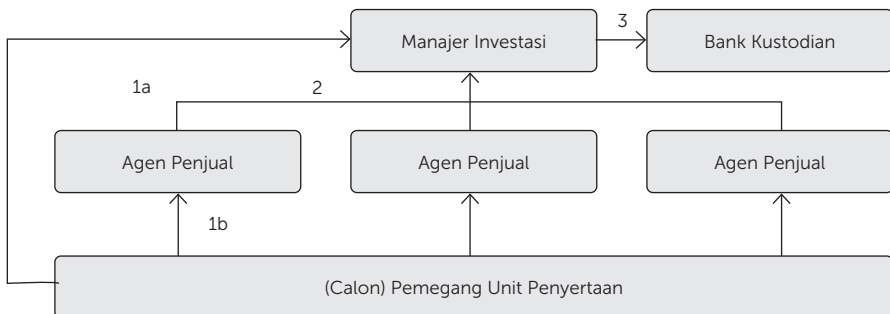 3
Manajer Investasi
Bank Kustodian
1a
2
Agen Penjual
Agen Penjual
Agen Penjual
1b
(Calon) Pemegang Unit Penyertaan